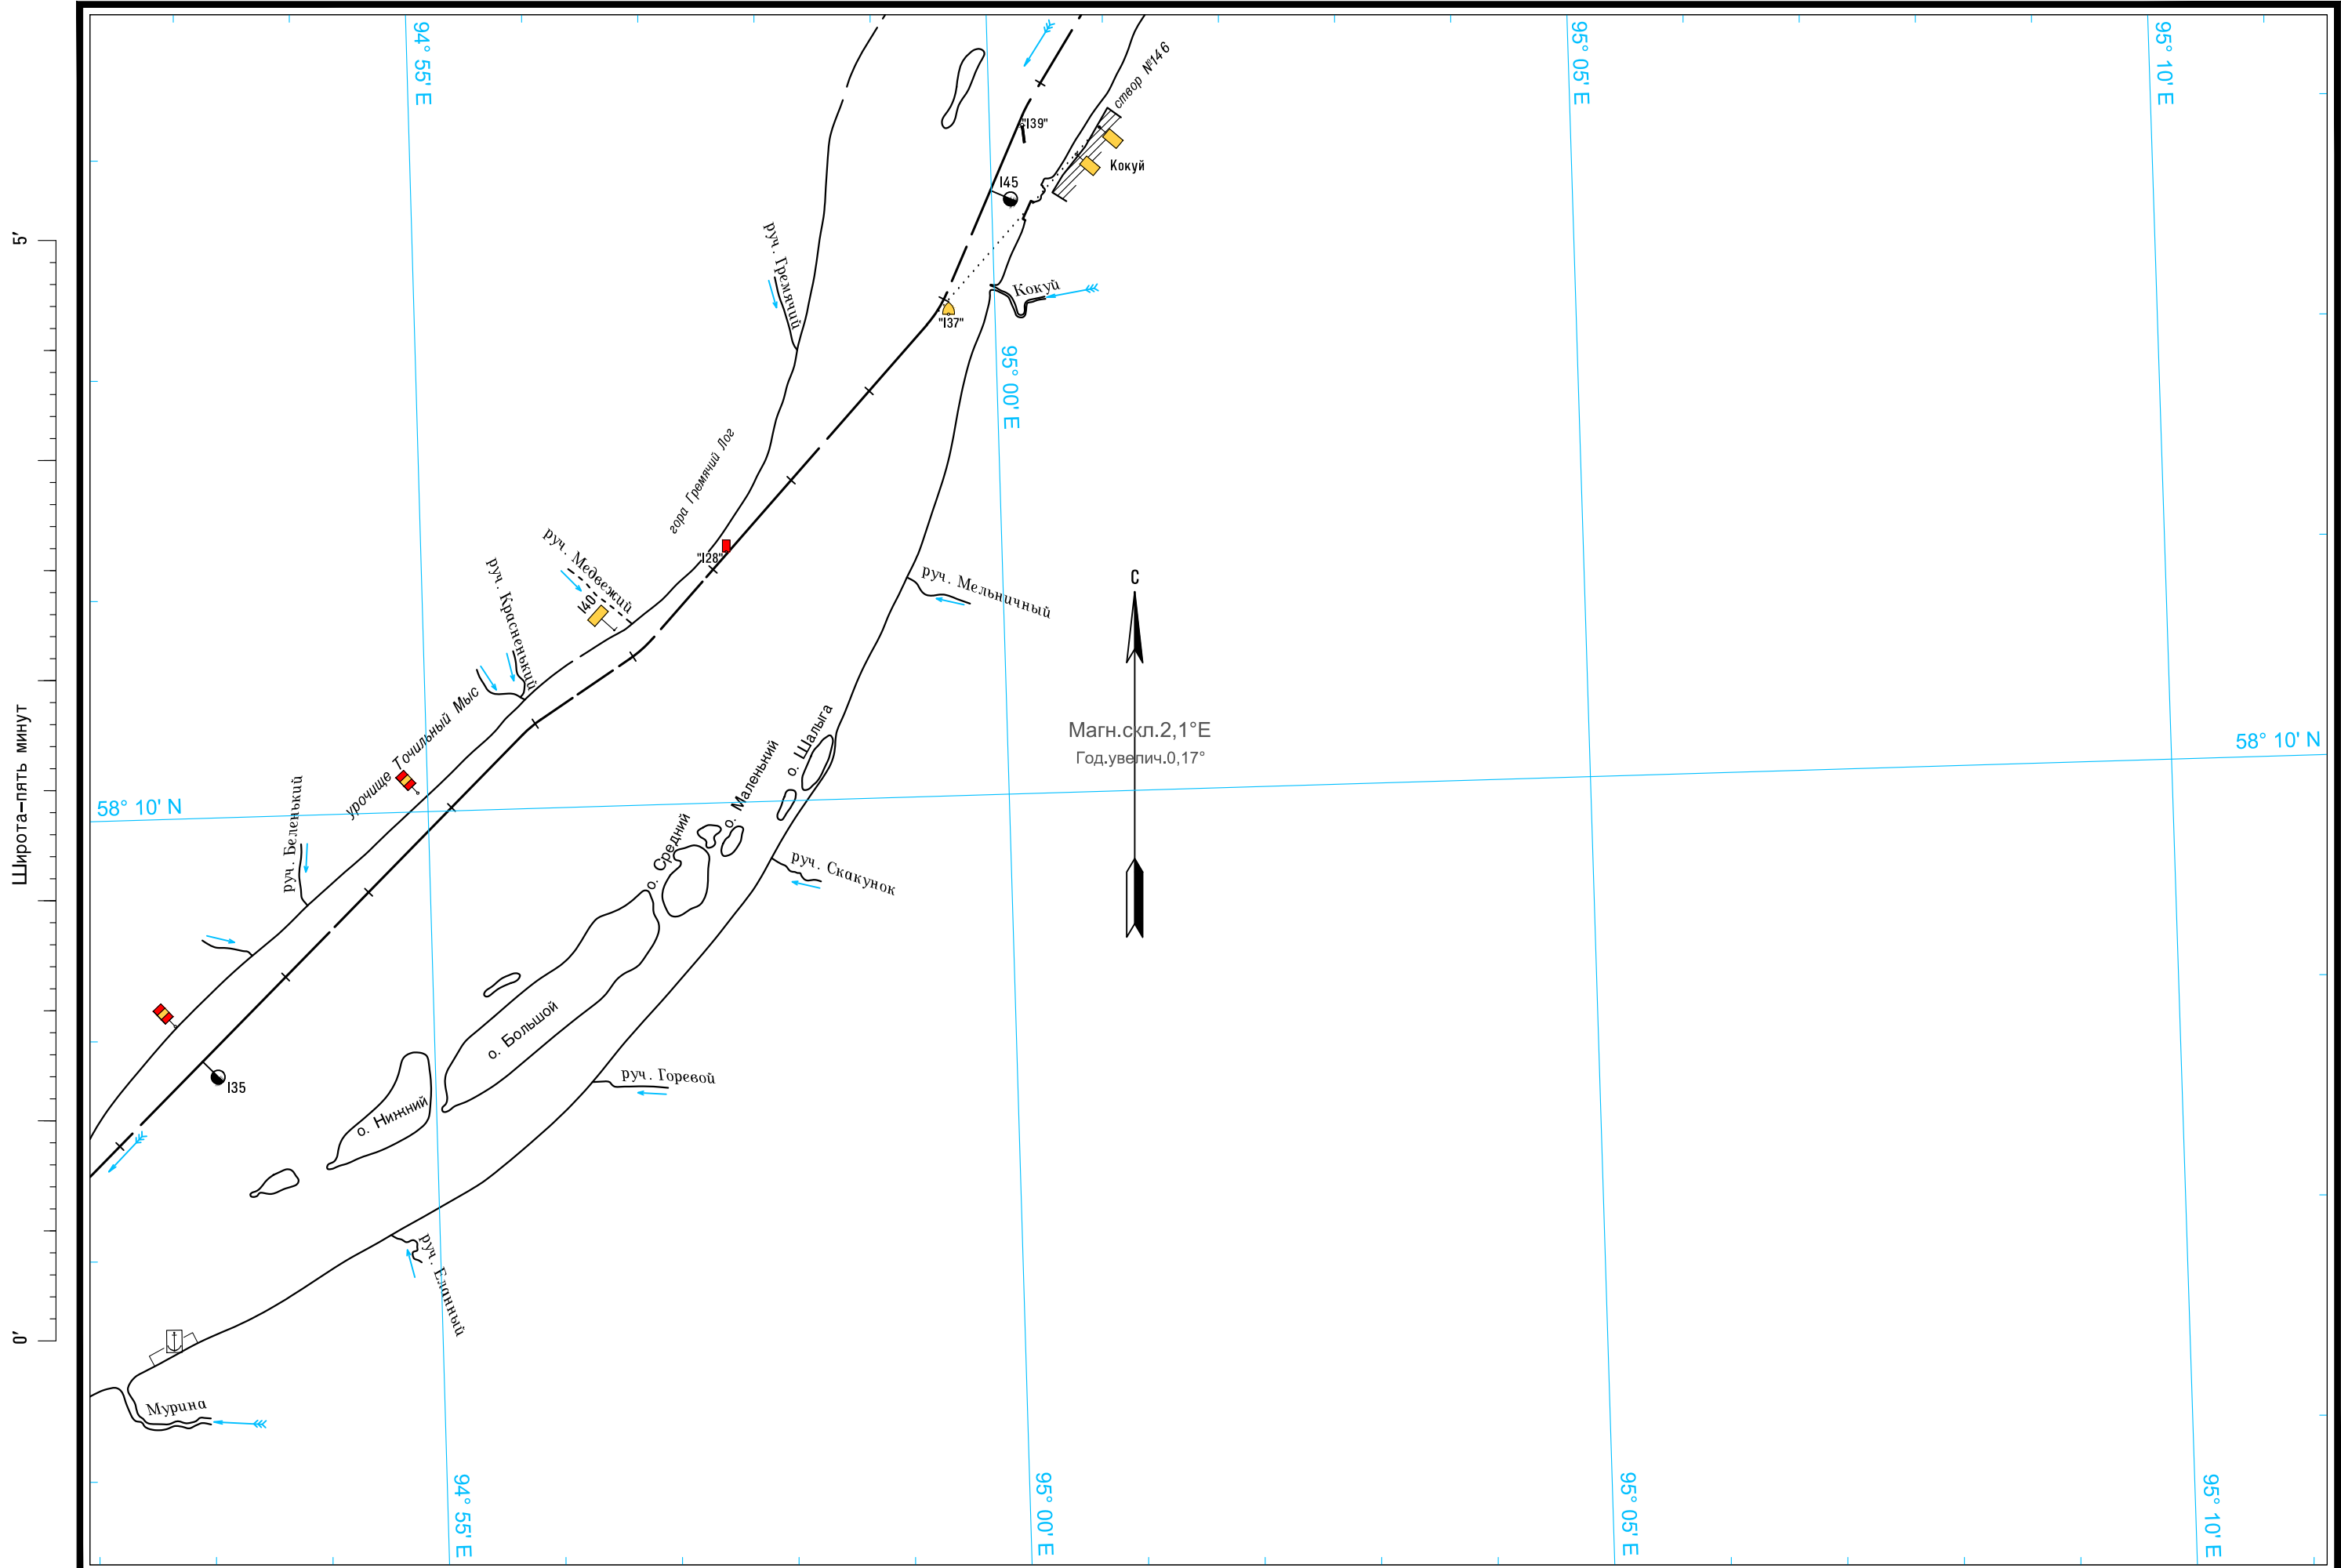 94° 55' E
95° 05' E
95° 10' E
створ №146
"139"
Кокуй
145
5'
руч. Гремячий
Кокуй
"137"
95° 00' E
гора Гремячий Лог
"128"
руч. Медвежий
140
руч. Красненький
руч. Мельничный
С
Магн.скл.2,1°E
Год.увелич.0,17°
58° 10' N
урочище Точильный Мыс
о. Шалыга
о. Маленький
58° 10' N
Широта-пять минут
руч. Беленький
о. Средний
руч. Скакунок
о. Большой
руч. Горевой
135
о. Нижний
руч. Еланный
0'
Мурина
94° 55' E
95° 00' E
95° 05' E
95° 10' E